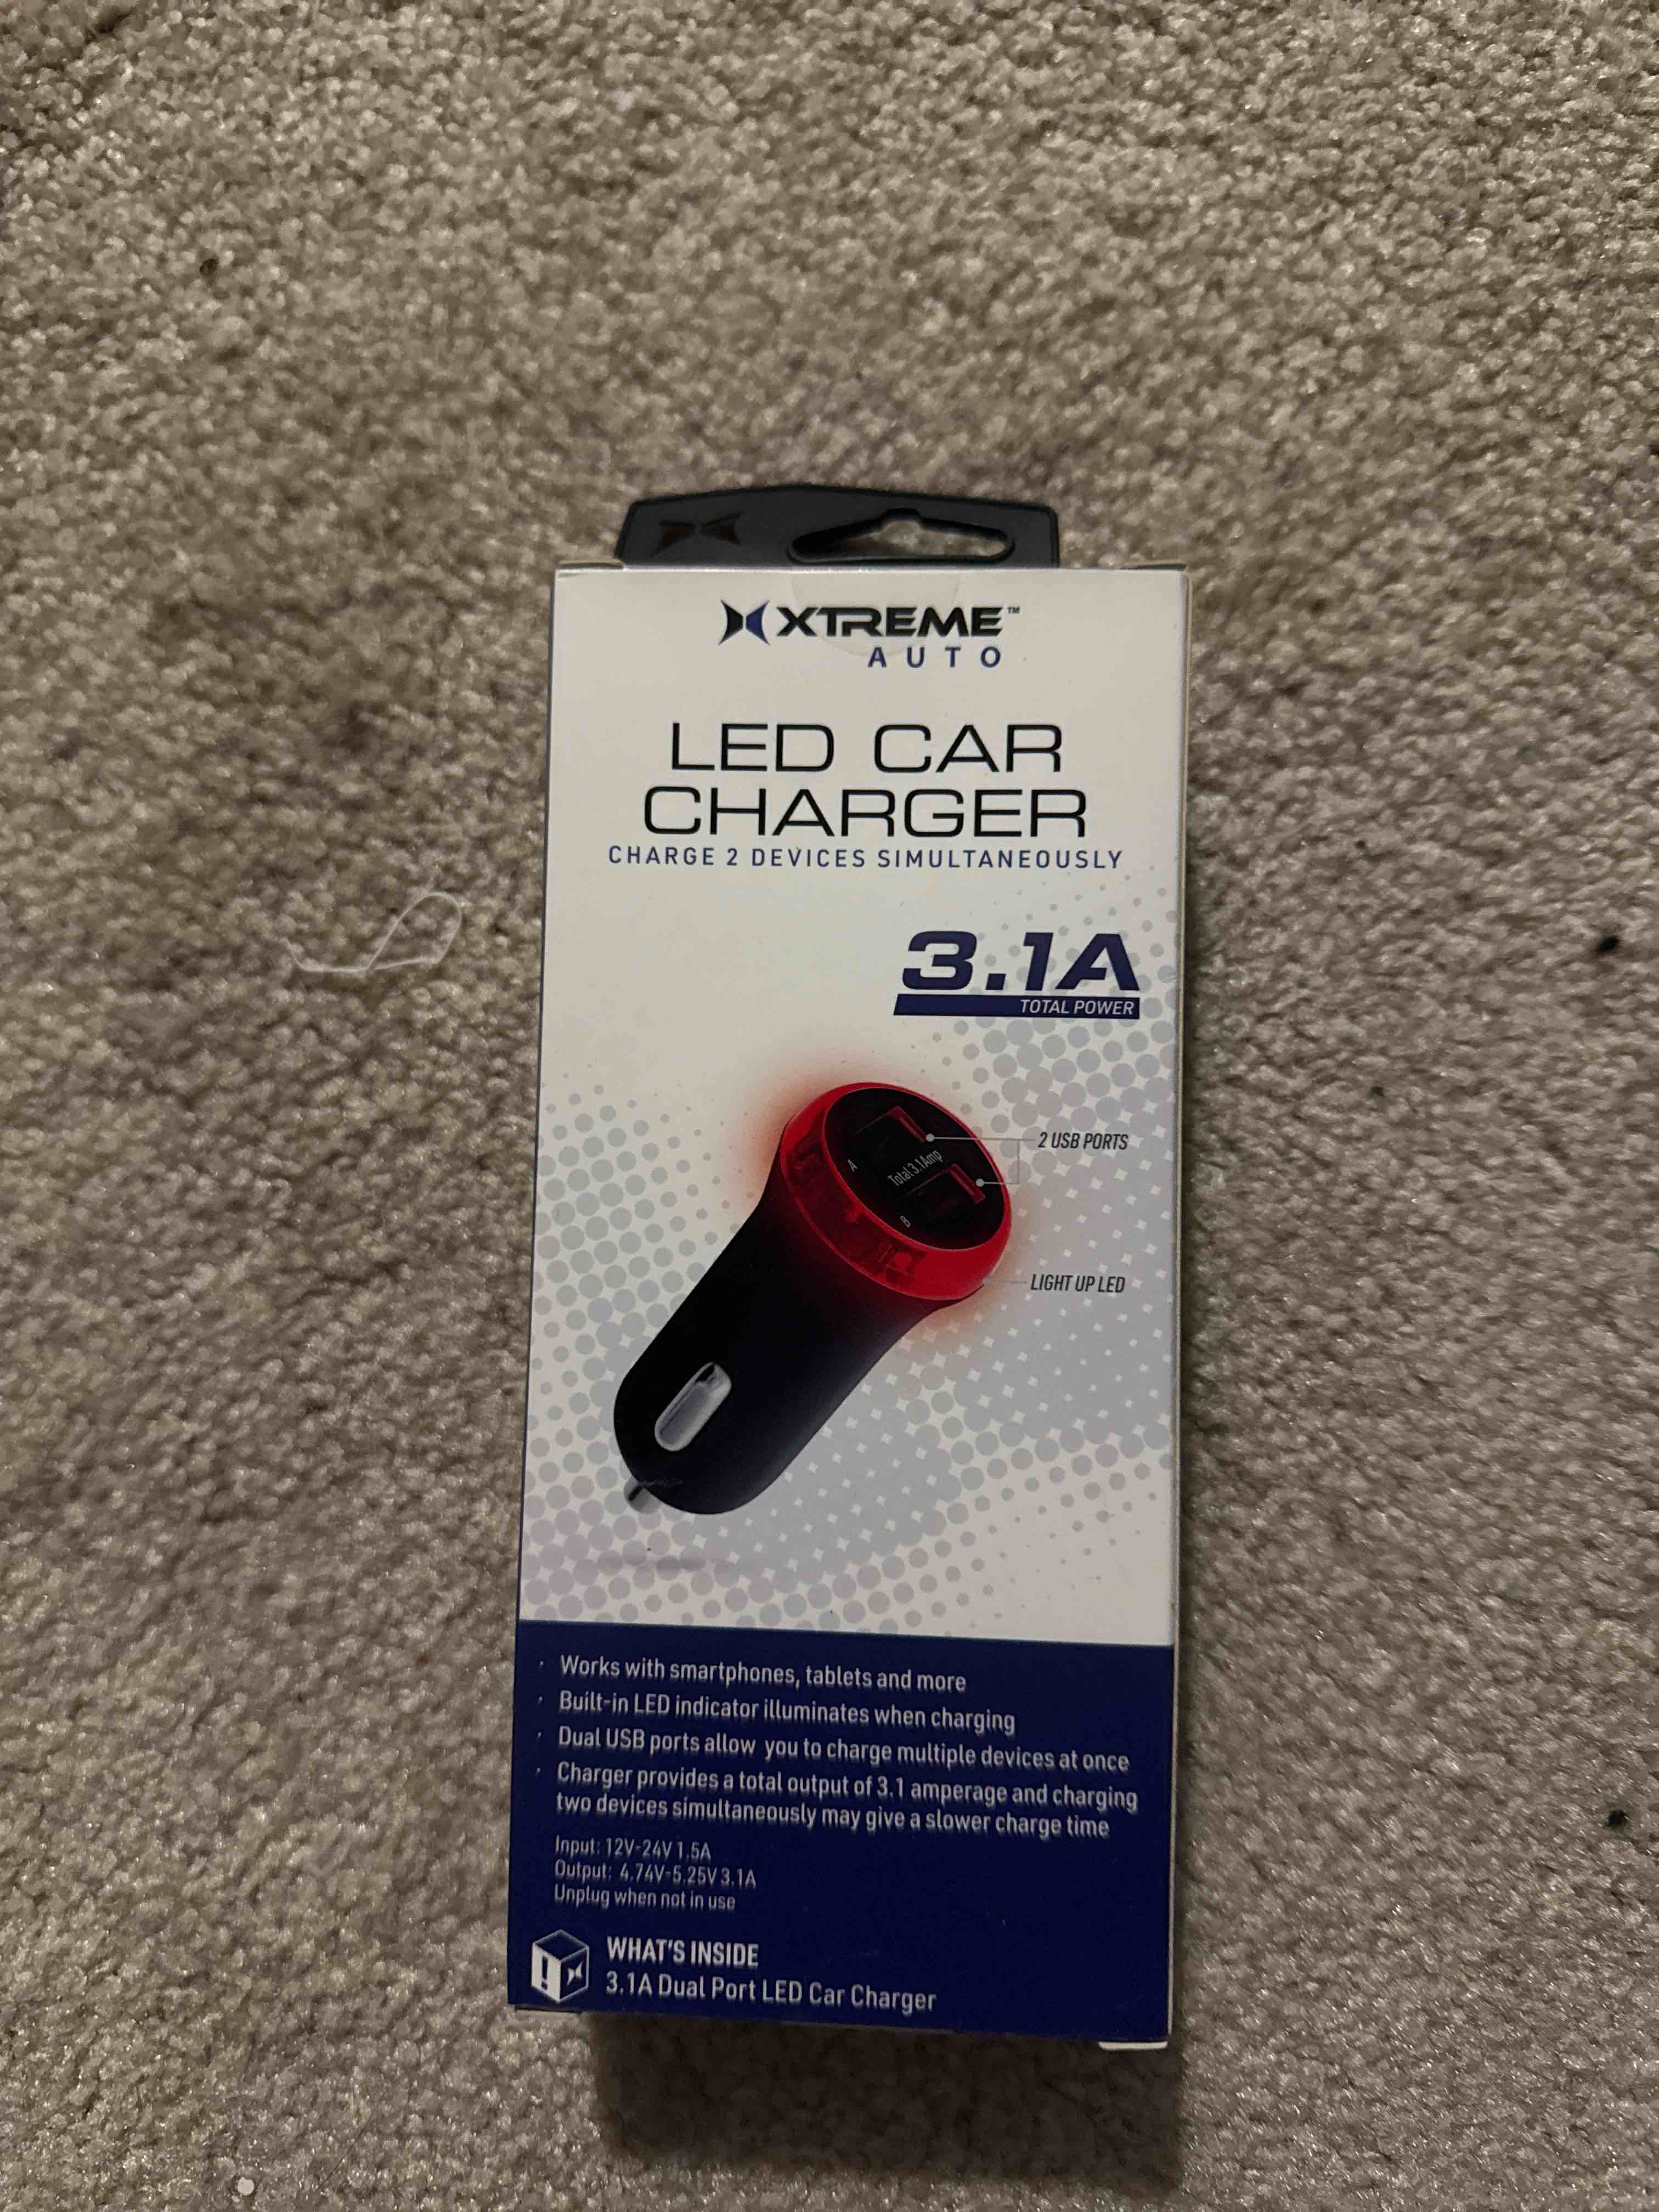 XTREME™
AUTO
LED CAR
CHARGER
CHARGE 2 DEVICES SIMULTANEOUSLY
3.1A
TOTAL POWER
2 USB PORTS
A
Total 3.1Amp
B
LIGHT UP LED
· Works with smartphones, tablets and more
· Built-in LED indicator illuminates when charging
· Dual USB ports allow you to charge multiple devices at once
· Charger provides a total output of 3.1 amperage and charging
two devices simultaneously may give a slower charge time
Input: 12V-24V 1.5A
Output: 4.74V-5.25V 3.1A
Unplug when not in use
WHAT'S INSIDE
3.1A Dual Port LED Car Charger